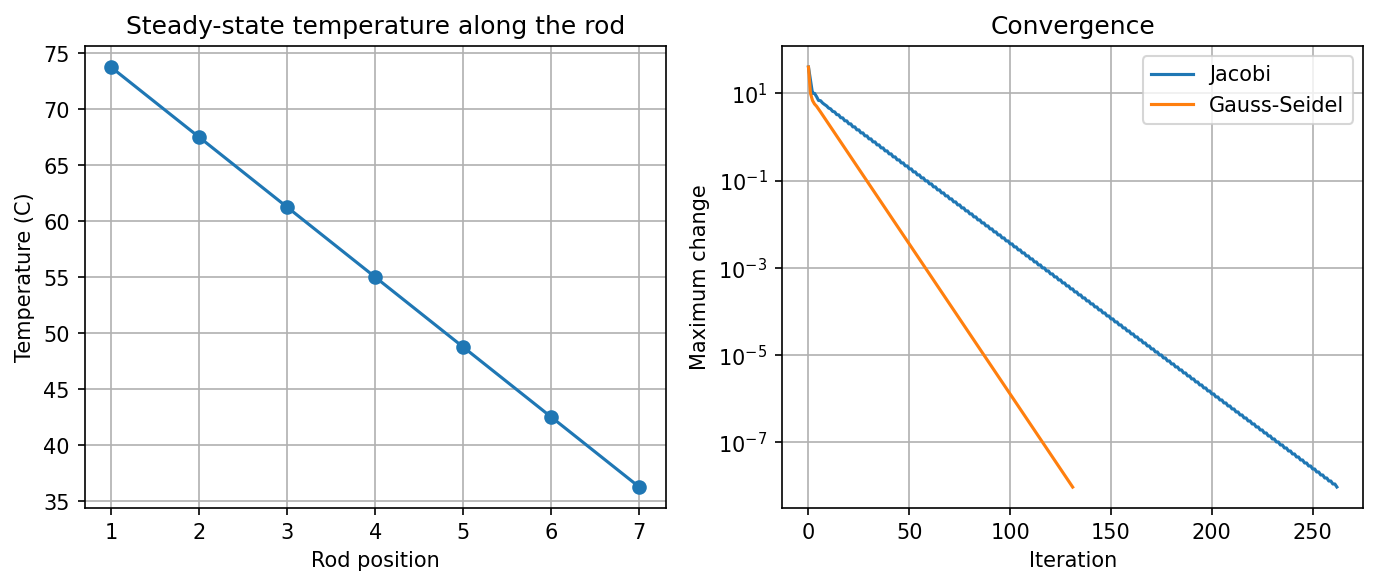 Steady-state temperature along the rod
75
70
65
60
55
50
45
40
35
Temperature (C)
1 2 3 4 5 6 7
Rod position
Convergence
Jacobi
Gauss-Seidel
10^1
10^-1
10^-3
10^-5
10^-7
Maximum change
0 50 100 150 200 250
Iteration